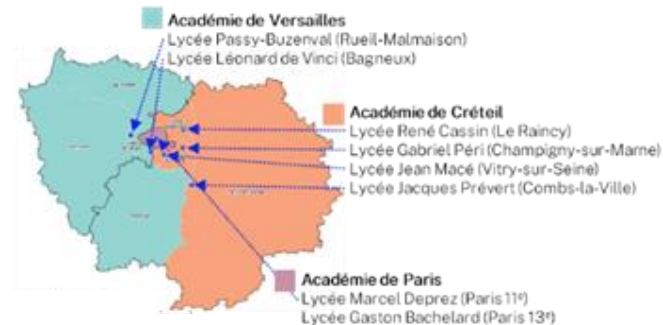 Académie de Versailles
Lycée Passy-Buzenval (Rueil-Malmaison)
Lycée Léonard de Vinci (Bagneux)
Académie de Créteil
Lycée René Cassin (Le Raincy)
Lycée Gabriel Péri (Champigny-sur-Marne)
Lycée Jean Macé (Vitry-sur-Seine)
Lycée Jacques Prévert (Combs-la-Ville)
Académie de Paris
Lycée Marcel Deprez (Paris 11ᵉ)
Lycée Gaston Bachelard (Paris 13ᵉ)